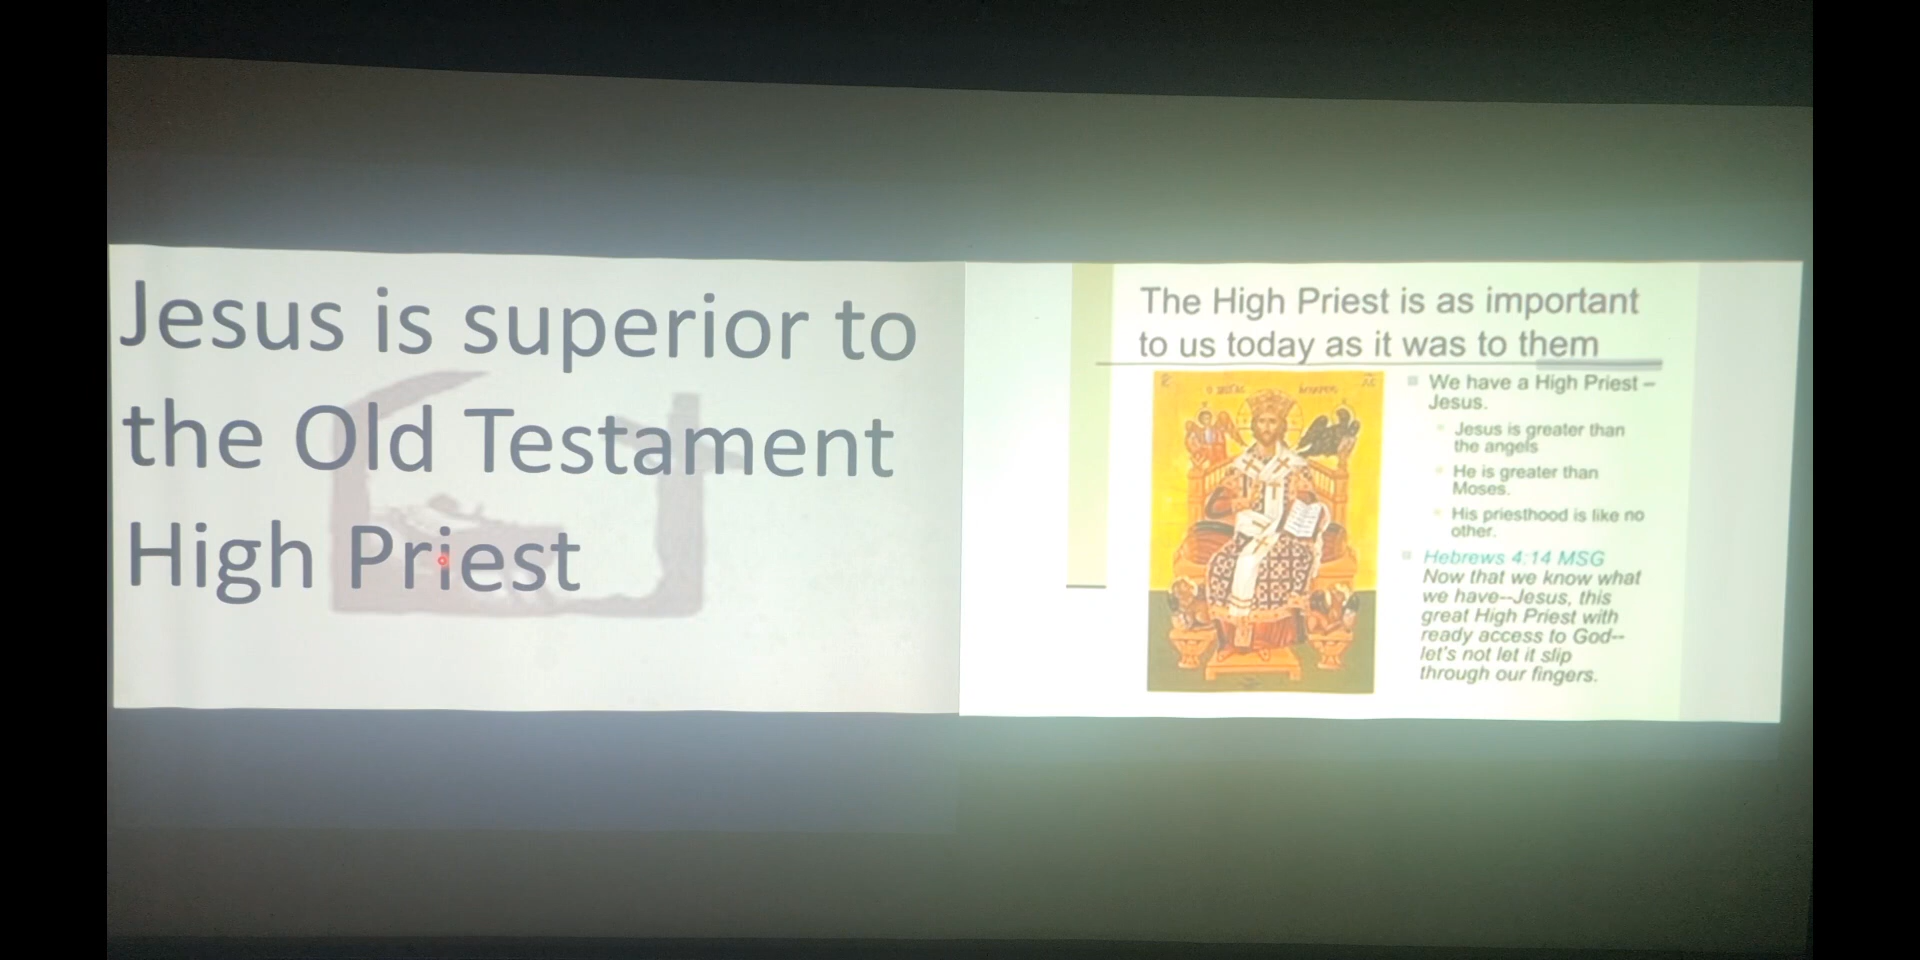 Jesus is superior to
the Old Testament
High Priest
The High Priest is as important
to us today as it was to them
We have a High Priest –
Jesus.
Jesus is greater than
the angels
He is greater than
Moses.
His priesthood is like no
other.
Hebrews 4:14 MSG
Now that we know what
we have--Jesus, this
great High Priest with
ready access to God--
let's not let it slip
through our fingers.